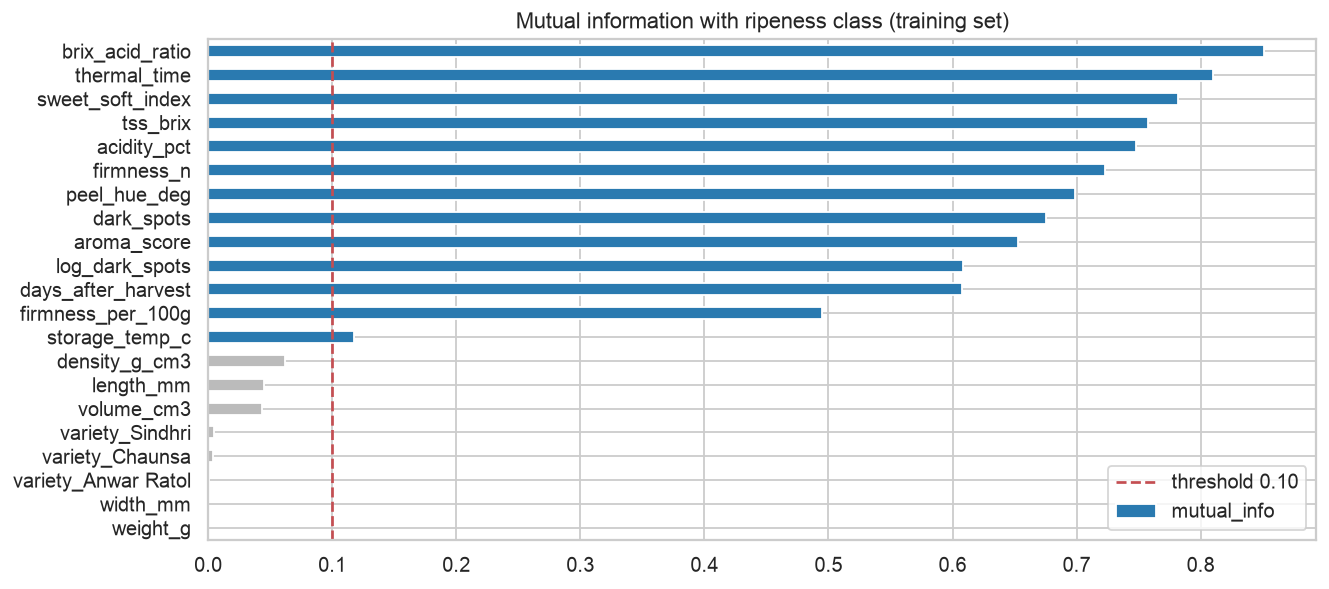 Mutual information with ripeness class (training set)
brix_acid_ratio
thermal_time
sweet_soft_index
tss_brix
acidity_pct
firmness_n
peel_hue_deg
dark_spots
aroma_score
log_dark_spots
days_after_harvest
firmness_per_100g
storage_temp_c
density_g_cm3
length_mm
volume_cm3
variety_Sindhri
variety_Chaunsa
variety_Anwar Ratol
width_mm
weight_g
threshold 0.10
mutual_info
0.0 0.1 0.2 0.3 0.4 0.5 0.6 0.7 0.8